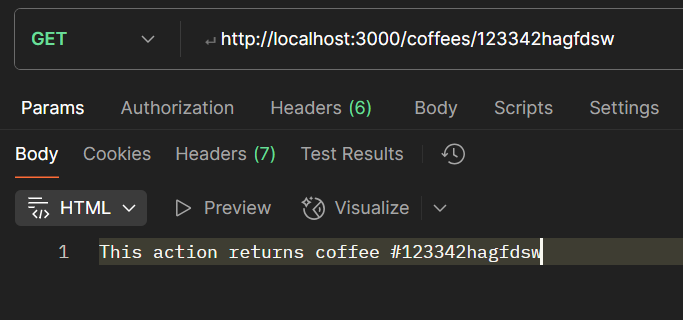 GET ↵ http://localhost:3000/coffees/123342hagfdsw
Params Authorization Headers (6) Body Scripts Settings
Body Cookies Headers (7) Test Results
HTML Preview Visualize
1 This action returns coffee #123342hagfdsw